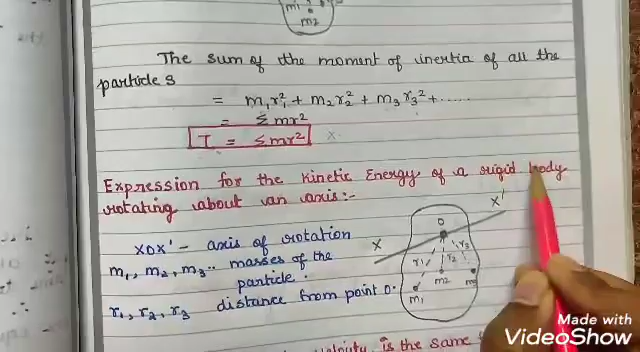 m1
m2
The sum of the moment of inertia of all the
particles
= m1r1² + m2r2² + m3r3² + ......
= Σmr²
I = Σmr²
Expression for the Kinetic Energy of a rigid body
rotating about an axis:-
XOX' - axis of rotation
m1, m2, m3.. masses of the
particle.
r1, r2, r3 distance from point O.
X'
O
X
r1 r2 r3
m1 m2 m
is the same
Made with
VideoShow